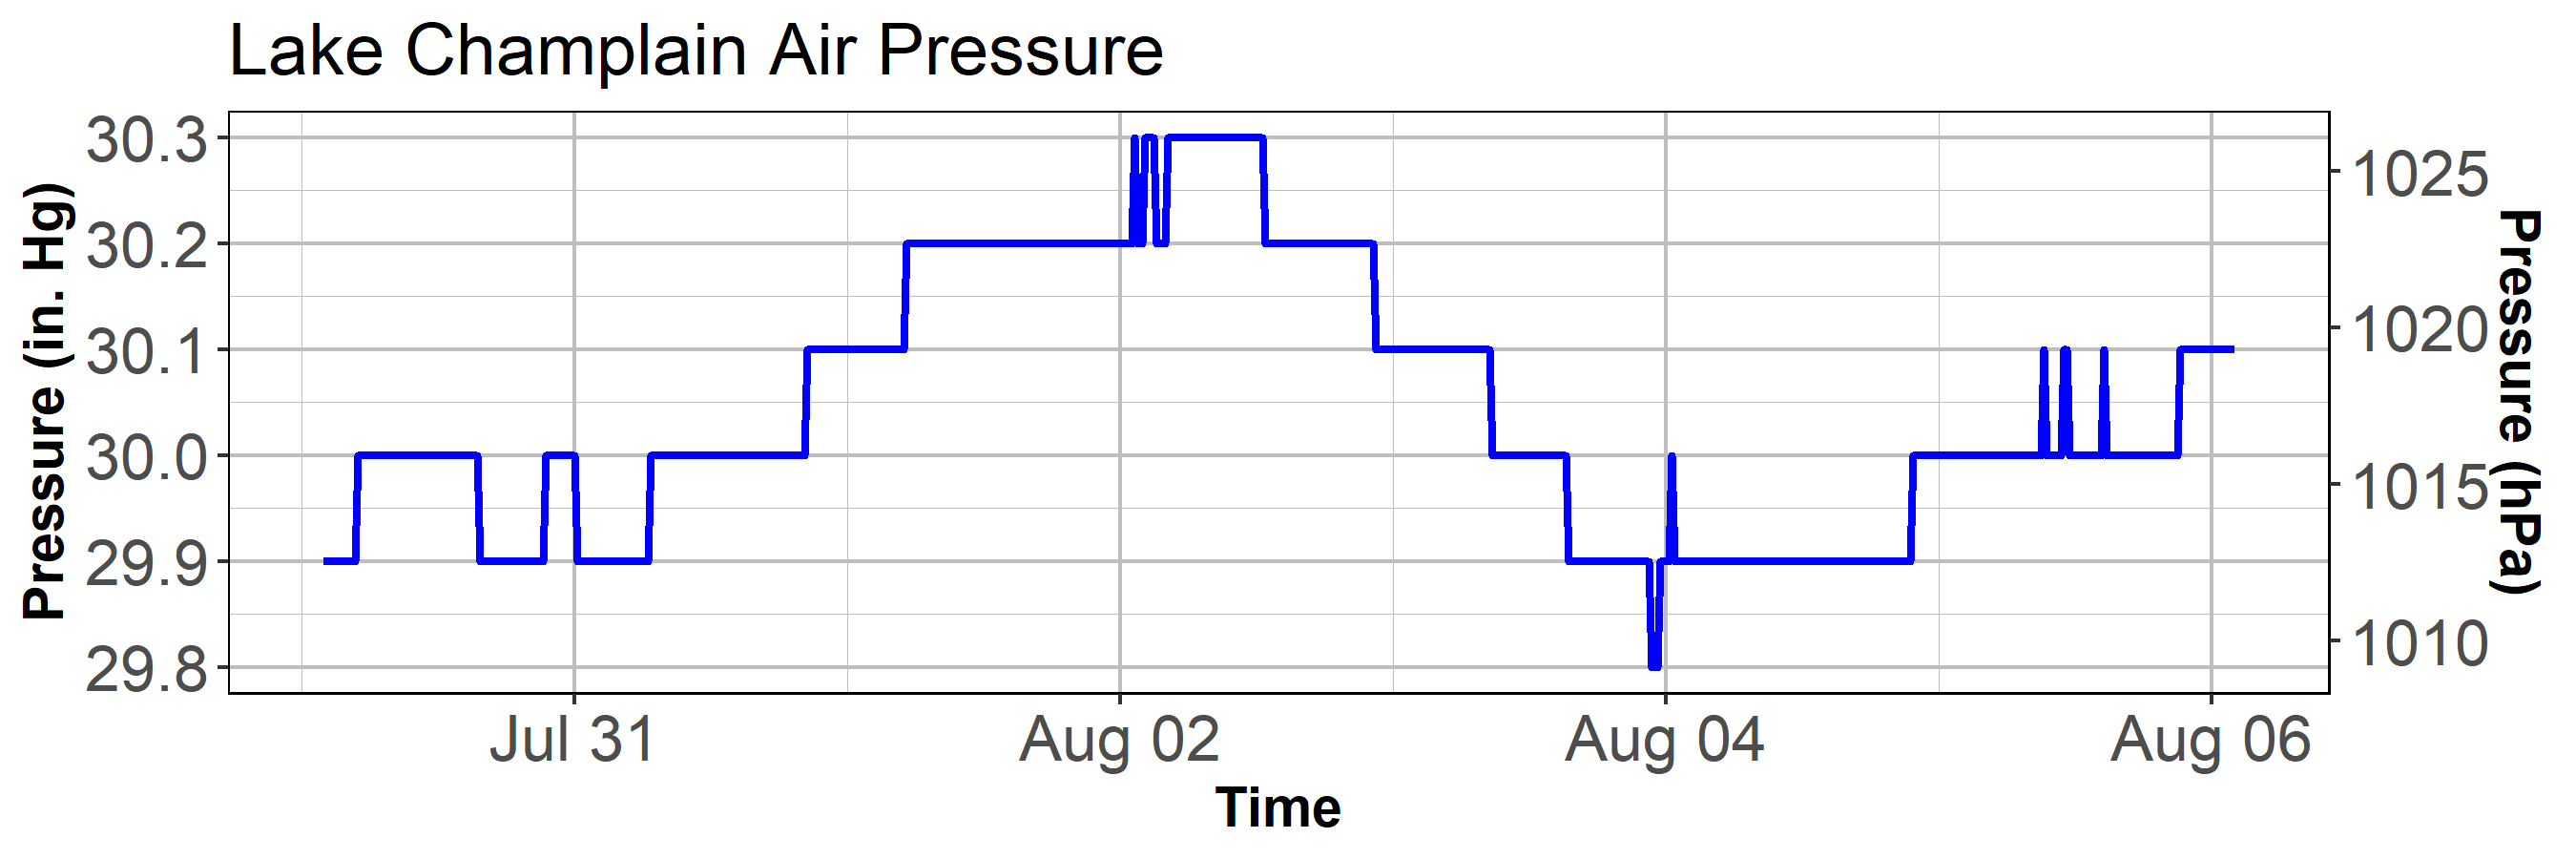 Lake Champlain Air Pressure
Pressure (in. Hg)
30.3
30.2
30.1
30.0
29.9
29.8
1025
1020
1015
1010
Pressure (hPa)
Jul 31 Aug 02 Aug 04 Aug 06
Time